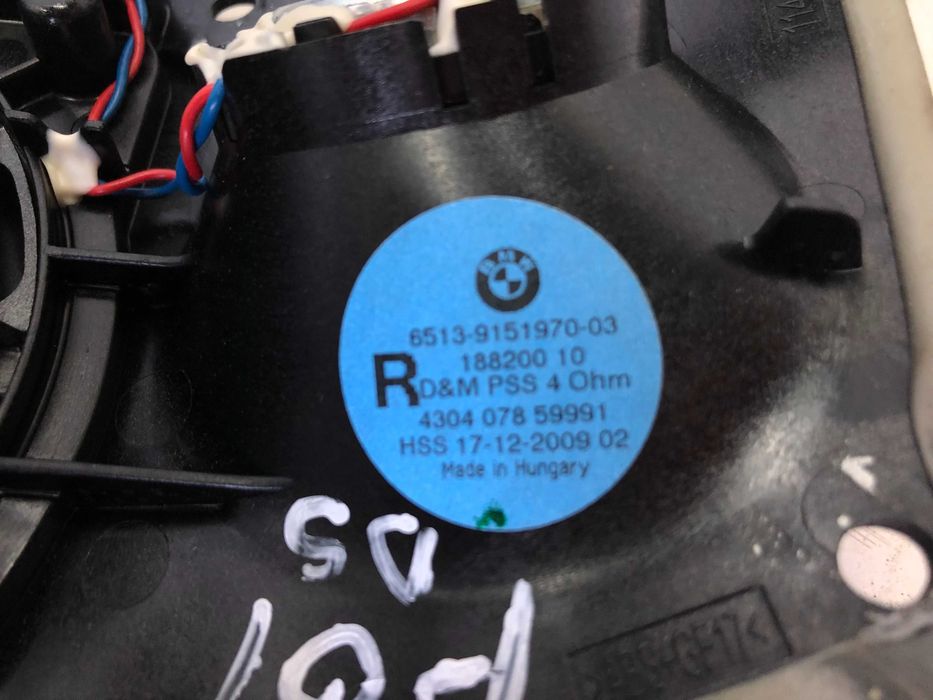 BMW
6513-9151970-03
188200 10
R D&M PSS 4 Ohm
4304 078 59991
HSS 17-12-2009 02
Made in Hungary